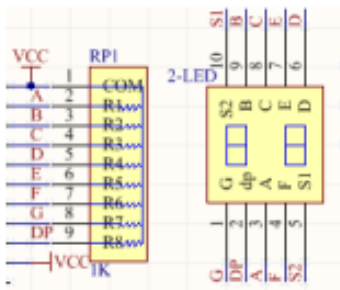 S1 B C E D
VCC
RP1
10 9 8 7 6
1 COM
2-LED
A 2 R1
B 3 R2
C 4 R3
D 5 R4
E 6 R5
F 7 R6
G 8 R7
DP 9 R8
VCC
1K
S2 B C E D
G dp A F S1
1 2 3 4 5
G DP A F S2